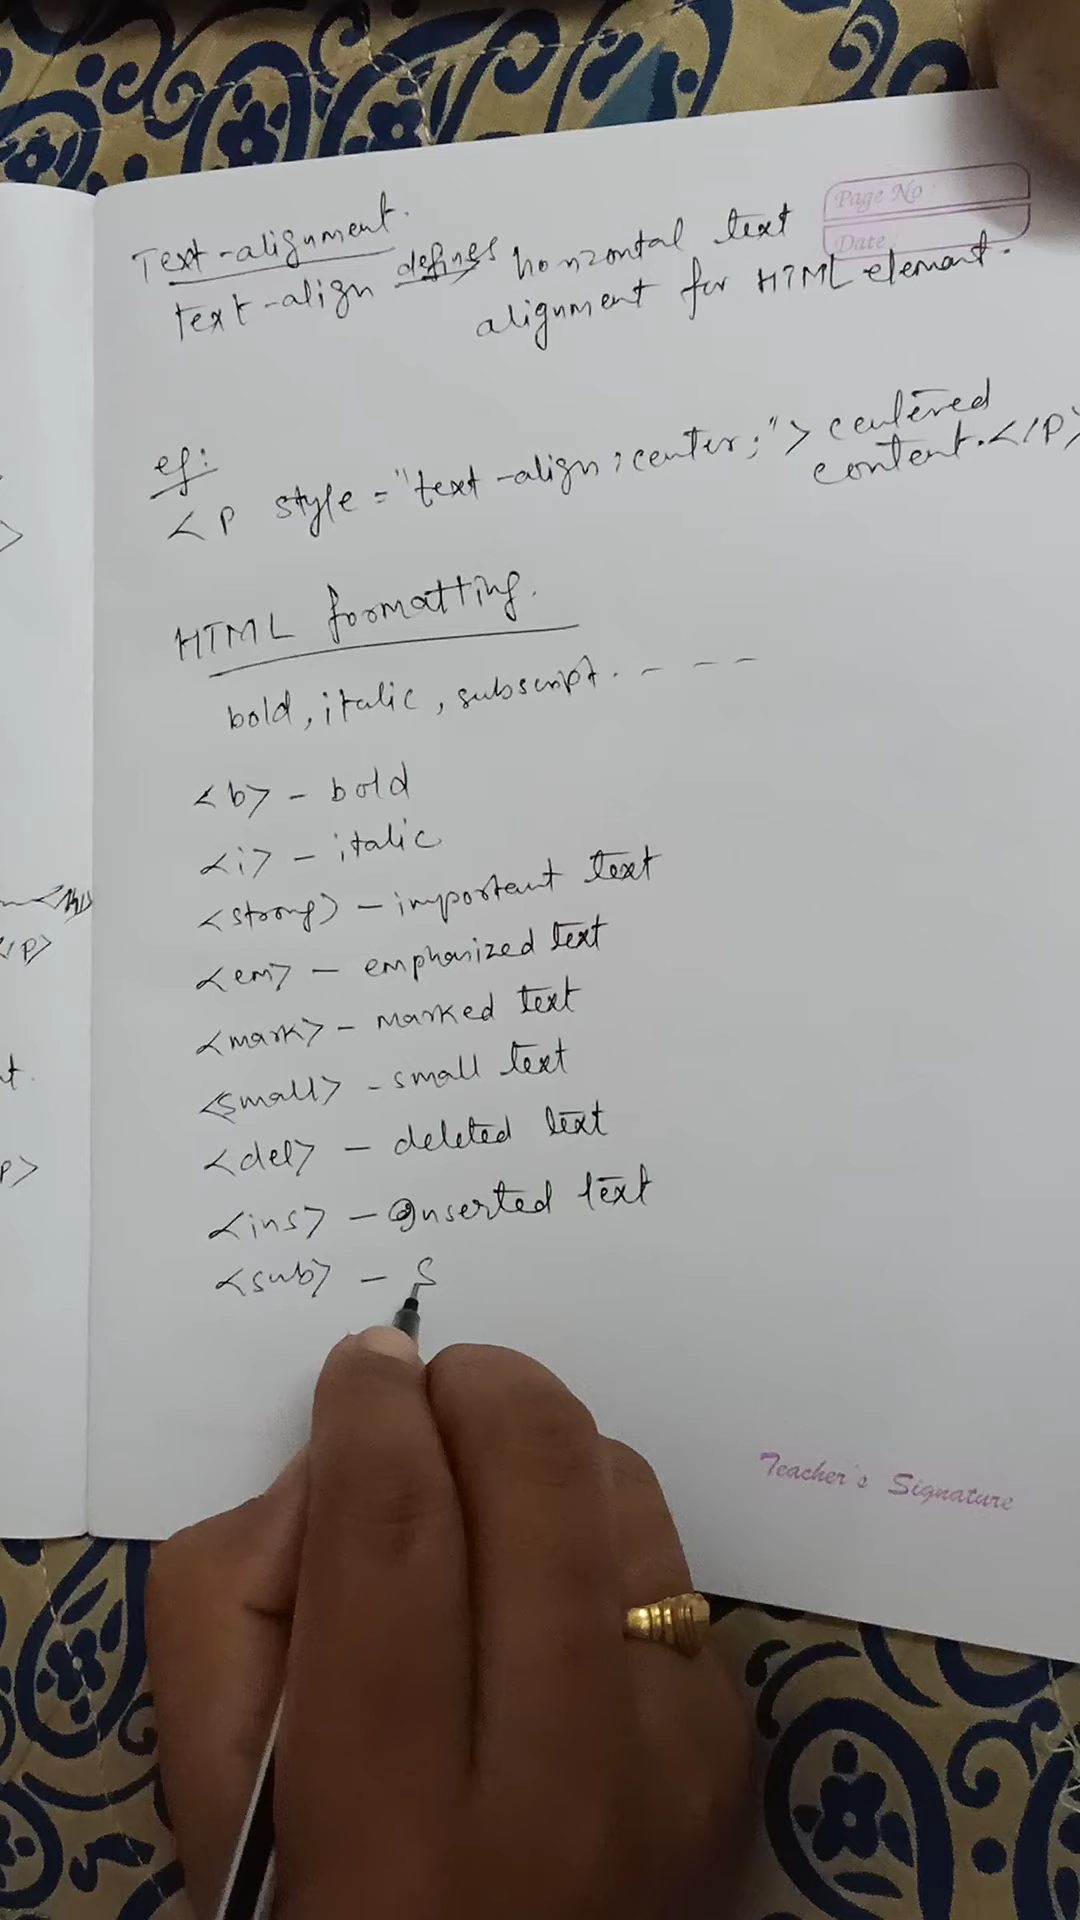 Page No :
Date :
Text-alignment.
text-align defines horizontal text
alignment for HTML element.
eg:
<p style="text-align:center;"> centered
content.</p>
HTML formatting.
bold, italic, subscript. - - -
<b> - bold
<i> - italic
<strong> - important text
<em> - emphasized text
<mark> - marked text
<small> - small text
<del> - deleted text
<ins> - Inserted text
<sub> - S
Teacher's Signature